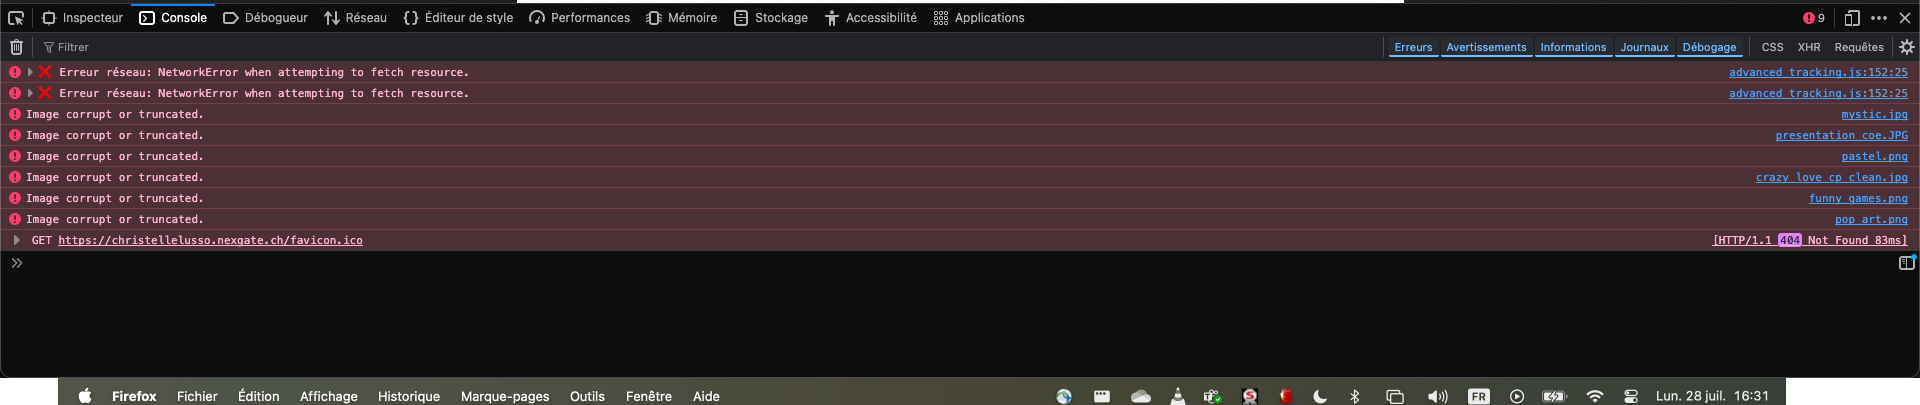 Inspecteur Console Débogueur Réseau Éditeur de style Performances Mémoire Stockage Accessibilité Applications 9
Filtrer Erreurs Avertissements Informations Journaux Débogage CSS XHR Requêtes
Erreur réseau: NetworkError when attempting to fetch resource. advanced_tracking.js:152:25
Erreur réseau: NetworkError when attempting to fetch resource. advanced_tracking.js:152:25
Image corrupt or truncated. mystic.jpg
Image corrupt or truncated. presentation_coe.JPG
Image corrupt or truncated. pastel.png
Image corrupt or truncated. crazy_love_cp_clean.jpg
Image corrupt or truncated. funny_games.png
Image corrupt or truncated. pop_art.png
GET https://christellelusso.nexgate.ch/favicon.ico [HTTP/1.1 404 Not Found 83ms]
Firefox Fichier Édition Affichage Historique Marque-pages Outils Fenêtre Aide FR Lun. 28 juil. 16:31